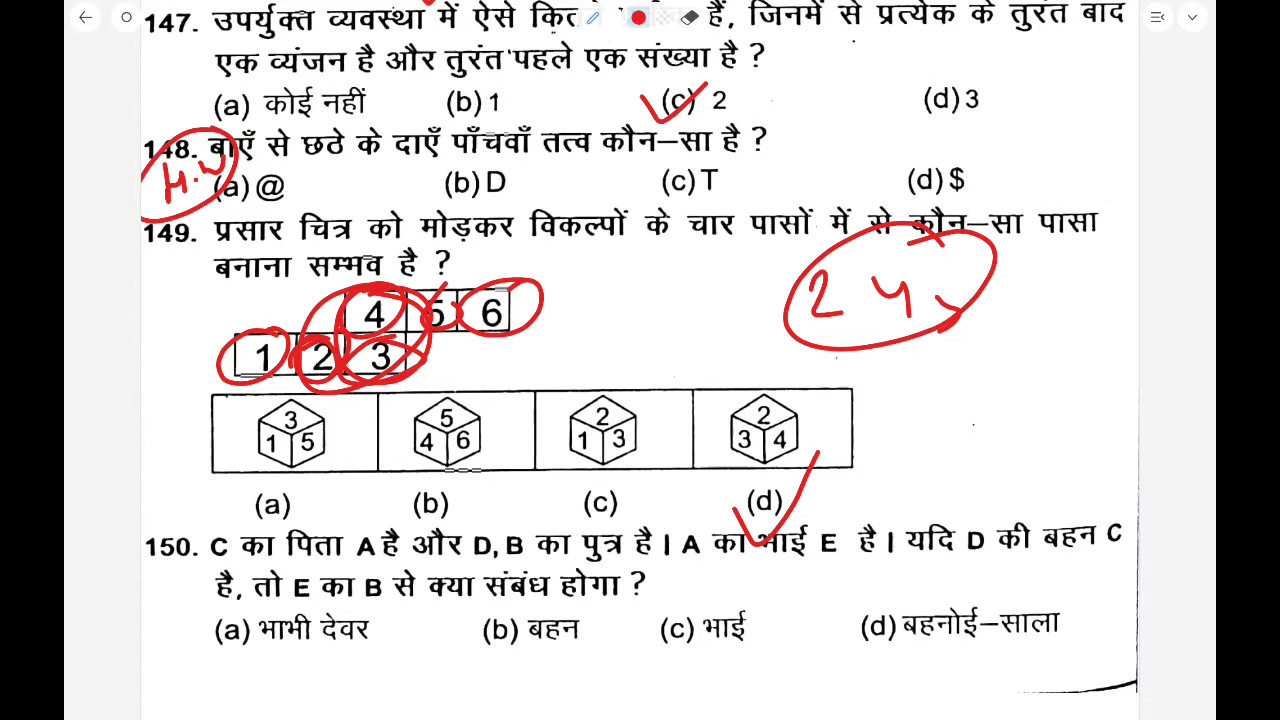 147. उपर्युक्त व्यवस्था में ऐसे हैं, जिनमें से प्रत्येक के तुरंत बाद
एक व्यंजन है और तुरंत पहले एक संख्या है ?
(a) कोई नहीं (b) 1 (c) 2 (d) 3
148. बाएँ से छठे के दाएँ पाँचवाँ तत्व कौन–सा है ?
H.W
(a) @ (b) D (c) T (d) $
149. प्रसार चित्र को मोड़कर विकल्पों के चार पासों में से कौन–सा पासा
बनाना सम्भव है ?
2 4
4 5 6
1 2 3
3 5 2 2
1 5 4 6 1 3 3 4
(a) (b) (c) (d)
150. C का पिता A है और D, B का पुत्र है । A का भाई E है । यदि D की बहन C
है, तो E का B से क्या संबंध होगा ?
(a) भाभी देवर (b) बहन (c) भाई (d) बहनोई–साला